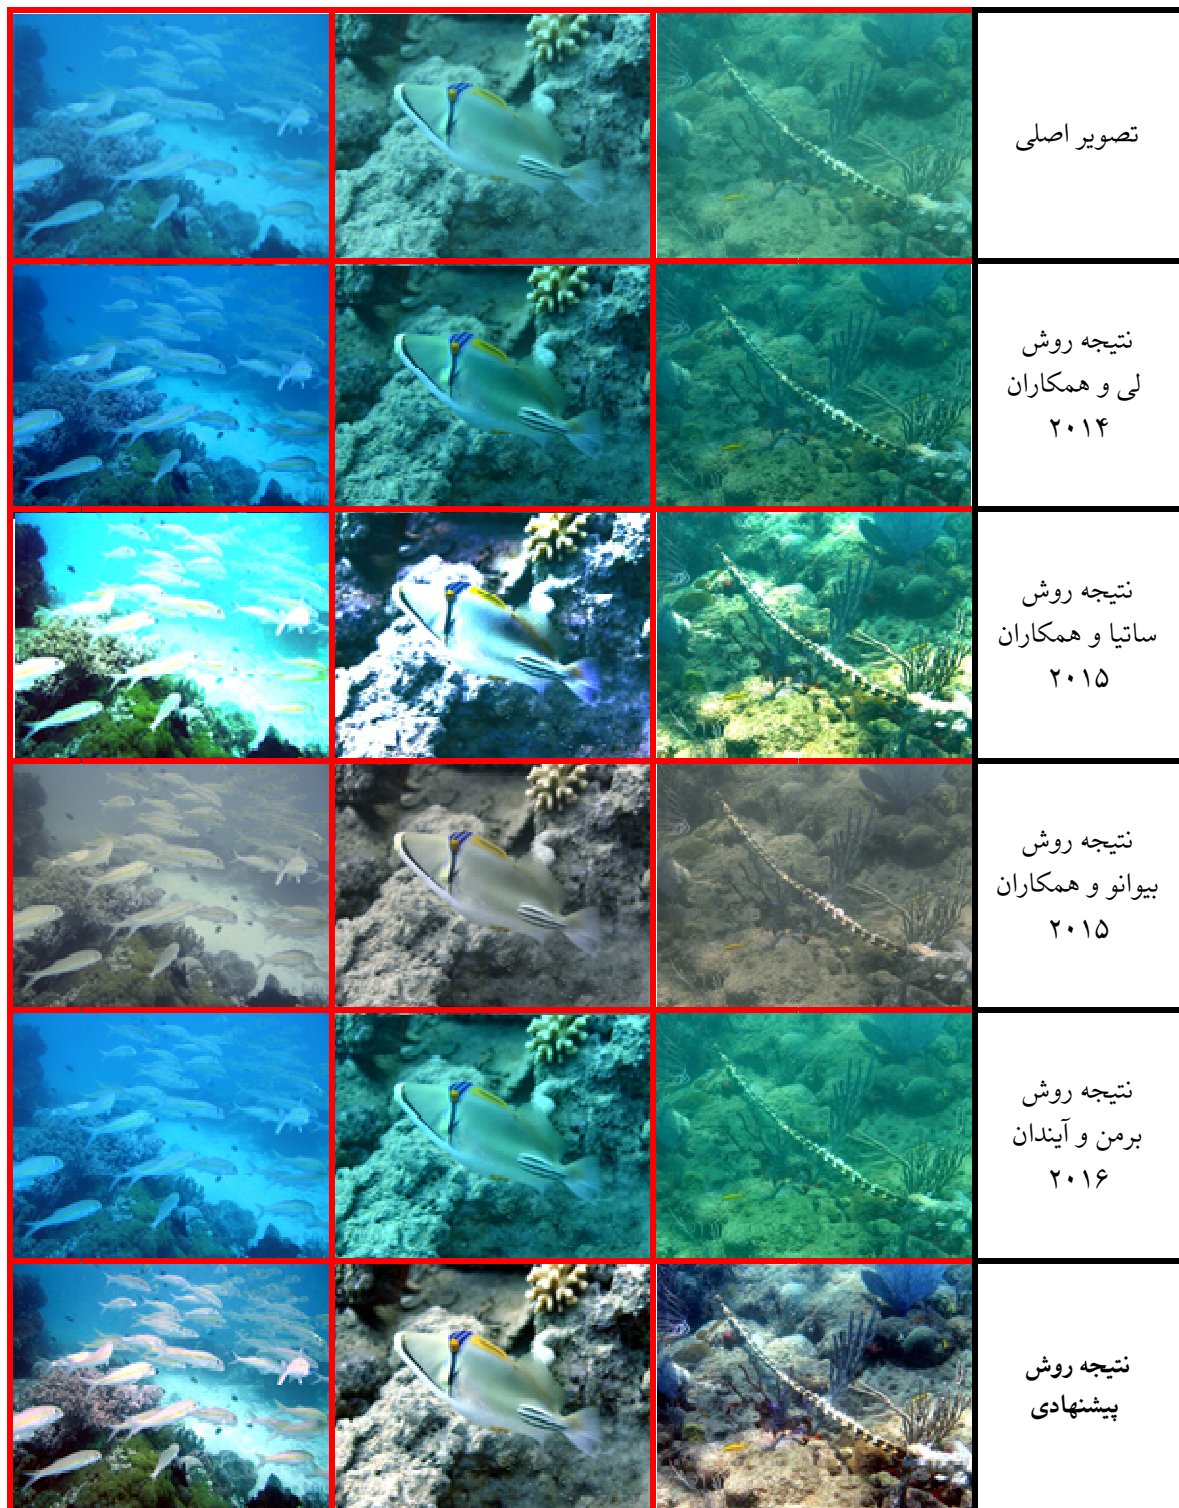 تصویر اصلی
نتیجه روش
لی و همکاران
۲۰۱۴
نتیجه روش
ساتیا و همکاران
۲۰۱۵
نتیجه روش
بیوانو و همکاران
۲۰۱۵
نتیجه روش
برمن و آیندان
۲۰۱۶
نتیجه روش
پیشنهادی